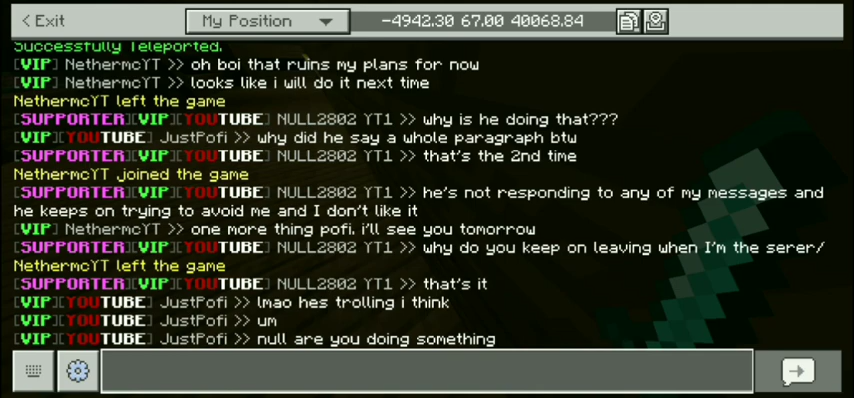 < Exit
My Position
-4942.30 67.00 40068.84
Successfully Teleported.
[VIP] NethermcYT >> oh boi that ruins my plans for now
[VIP] NethermcYT >> looks like i will do it next time
NethermcYT left the game
[SUPPORTER][VIP][YOUTUBE] NULL2802 YT1 >> why is he doing that???
[VIP][YOUTUBE] JustPofi >> why did he say a whole paragraph btw
[SUPPORTER][VIP][YOUTUBE] NULL2802 YT1 >> that's the 2nd time
NethermcYT joined the game
[SUPPORTER][VIP][YOUTUBE] NULL2802 YT1 >> he's not responding to any of my messages and
he keeps on trying to avoid me and I don't like it
[VIP] NethermcYT >> one more thing pofi. i'll see you tomorrow
[SUPPORTER][VIP][YOUTUBE] NULL2802 YT1 >> why do you keep on leaving when I'm the serer/
NethermcYT left the game
[SUPPORTER][VIP][YOUTUBE] NULL2802 YT1 >> that's it
[VIP][YOUTUBE] JustPofi >> lmao hes trolling i think
[VIP][YOUTUBE] JustPofi >> um
[VIP][YOUTUBE] JustPofi >> null are you doing something